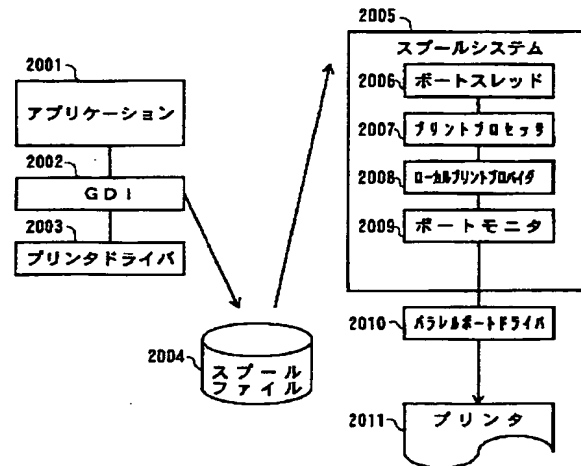 2001
アプリケーション
2002
GDI
2003
プリンタドライバ
2004
スプール
ファイル
2005
スプールシステム
2006
ポートスレッド
2007
プリントプロセッサ
2008
ローカルプリントプロバイダ
2009
ポートモニタ
2010
パラレルポートドライバ
2011
プリンタ